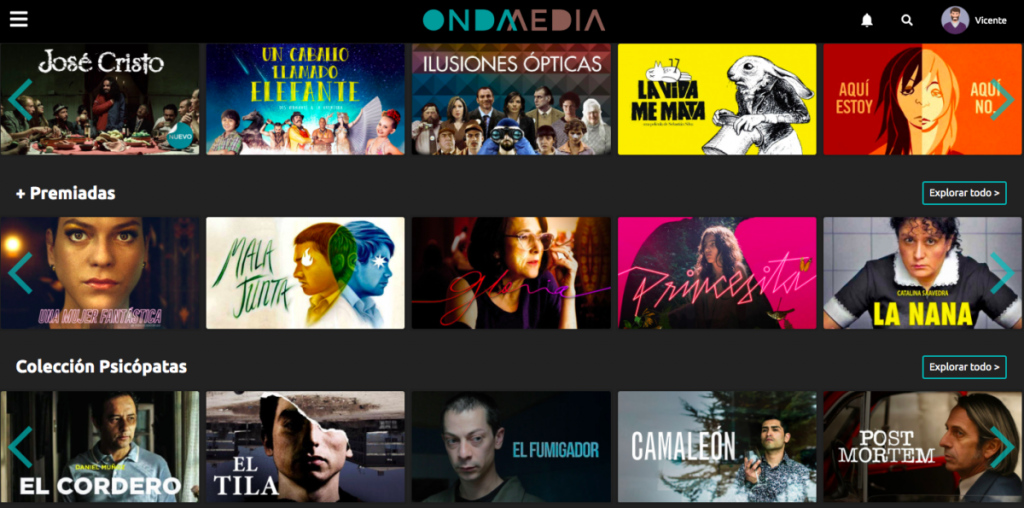 ONDAMEDIA
Vicente
José Cristo
NUEVO
UN CABALLO
LLAMADO
ELEFANTE
ILUSIONES ÓPTICAS
17
LA VIDA
ME MATA
AQUÍ
ESTOY
AQUÍ
NO...
+ Premiadas
Explorar todo >
UNA MUJER FANTÁSTICA
MALA
JUNTA
gloria
Princesita
CATALINA SAAVEDRA
LA NANA
Colección Psicópatas
Explorar todo >
DANIEL MUÑOZ
EL CORDERO
EL
TILA
EL FUMIGADOR
CAMALEÓN
POST
MORTEM